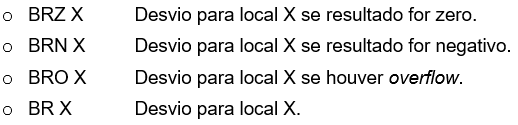 o BRZ X Desvio para local X se resultado for zero.
o BRN X Desvio para local X se resultado for negativo.
o BRO X Desvio para local X se houver overflow.
o BR X Desvio para local X.